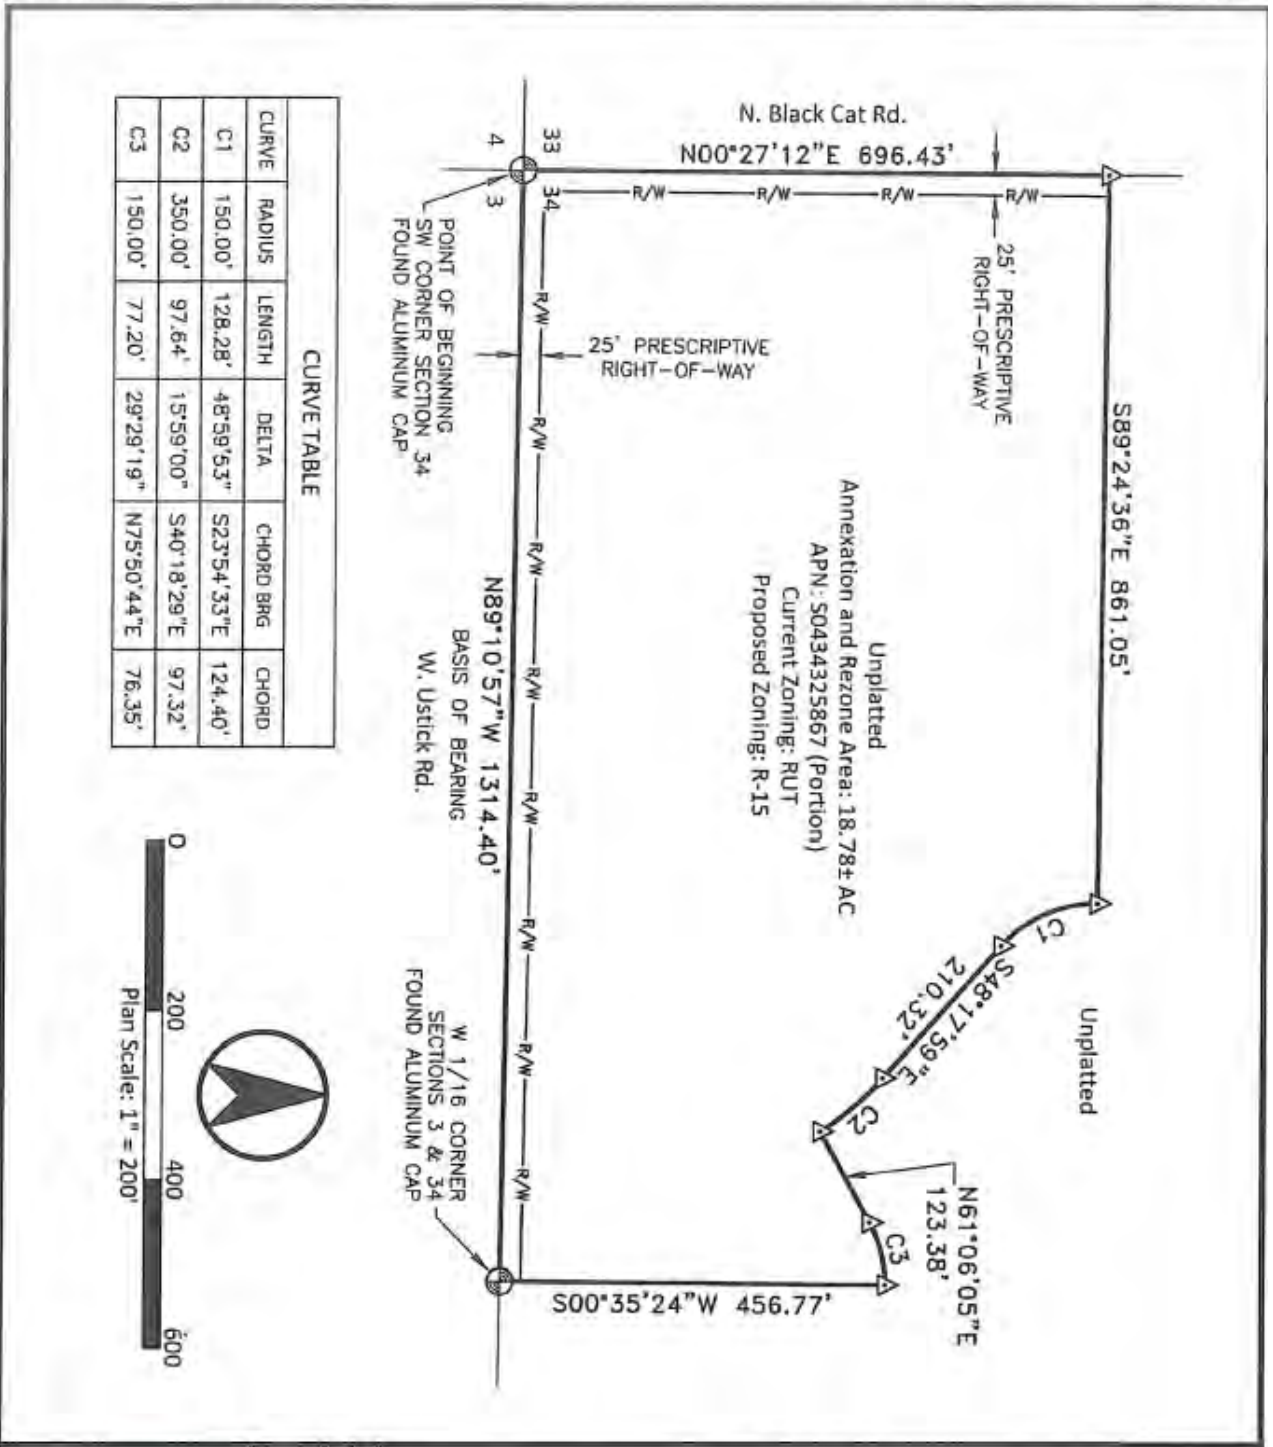 N. Black Cat Rd.
N00°27'12"E 696.43'
R/W R/W R/W R/W
25' PRESCRIPTIVE
RIGHT-OF-WAY
S89°24'36"E 861.05'
C1
Unplatted
S48°17'59"E
210.32'
C2
N61°06'05"E
123.38'
C3
S00°35'24"W 456.77'
Unplatted
Annexation and Rezone Area: 18.78± AC
APN: S0434325867 (Portion)
Current Zoning: RUT
Proposed Zoning: R-15
25' PRESCRIPTIVE
RIGHT-OF-WAY
R/W R/W R/W R/W R/W R/W R/W R/W
33 34
4 3
N89°10'57"W 1314.40'
BASIS OF BEARING
W. Ustick Rd.
POINT OF BEGINNING
SW CORNER SECTION 34
FOUND ALUMINUM CAP
W 1/16 CORNER
SECTIONS 3 & 34
FOUND ALUMINUM CAP
CURVE TABLE
CURVE RADIUS LENGTH DELTA CHORD BRG CHORD
C1 150.00' 128.28' 48°59'53" S23°54'33"E 124.40'
C2 350.00' 97.64' 15°59'00" S40°18'29"E 97.32'
C3 150.00' 77.20' 29°29'19" N75°50'44"E 76.35'
0 200 400 600
Plan Scale: 1" = 200'